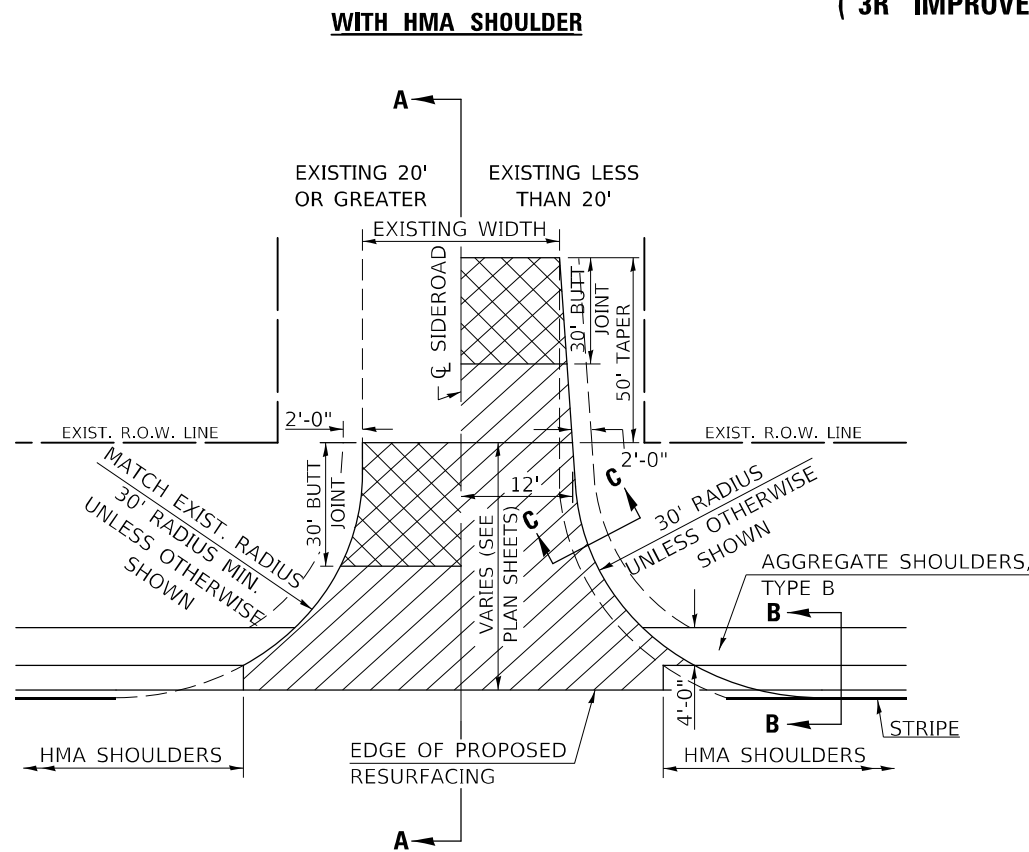 ( 3R IMPROVE
WITH HMA SHOULDER
A
EXISTING 20'
OR GREATER
EXISTING LESS
THAN 20'
EXISTING WIDTH
℄ SIDEROAD
30' BUTT
JOINT
50' TAPER
2'-0"
EXIST. R.O.W. LINE
EXIST. R.O.W. LINE
2'-0"
MATCH EXIST. RADIUS
30' RADIUS MIN.
UNLESS OTHERWISE
SHOWN
30' BUTT
JOINT
12'
VARIES (SEE
PLAN SHEETS)
C
C
30' RADIUS
UNLESS OTHERWISE
SHOWN
AGGREGATE SHOULDERS,
TYPE B
B
4'-0"
B
STRIPE
HMA SHOULDERS
EDGE OF PROPOSED
RESURFACING
HMA SHOULDERS
A